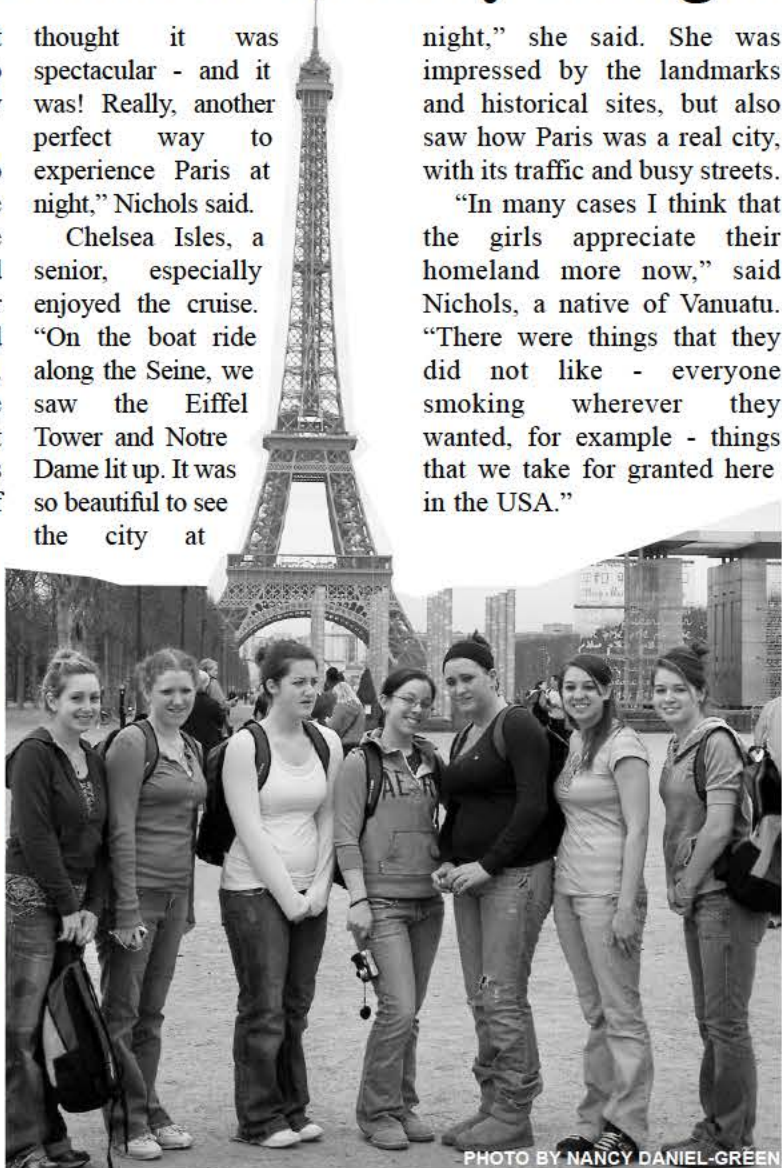 thought it was
spectacular - and it
was! Really, another
perfect way to
experience Paris at
night,” Nichols said.
Chelsea Isles, a
senior, especially
enjoyed the cruise.
“On the boat ride
along the Seine, we
saw the Eiffel
Tower and Notre
Dame lit up. It was
so beautiful to see
the city at
night,” she said. She was
impressed by the landmarks
and historical sites, but also
saw how Paris was a real city,
with its traffic and busy streets.
“In many cases I think that
the girls appreciate their
homeland more now,” said
Nichols, a native of Vanuatu.
“There were things that they
did not like - everyone
smoking wherever they
wanted, for example - things
that we take for granted here
in the USA.”
PHOTO BY NANCY DANIEL-GREEN